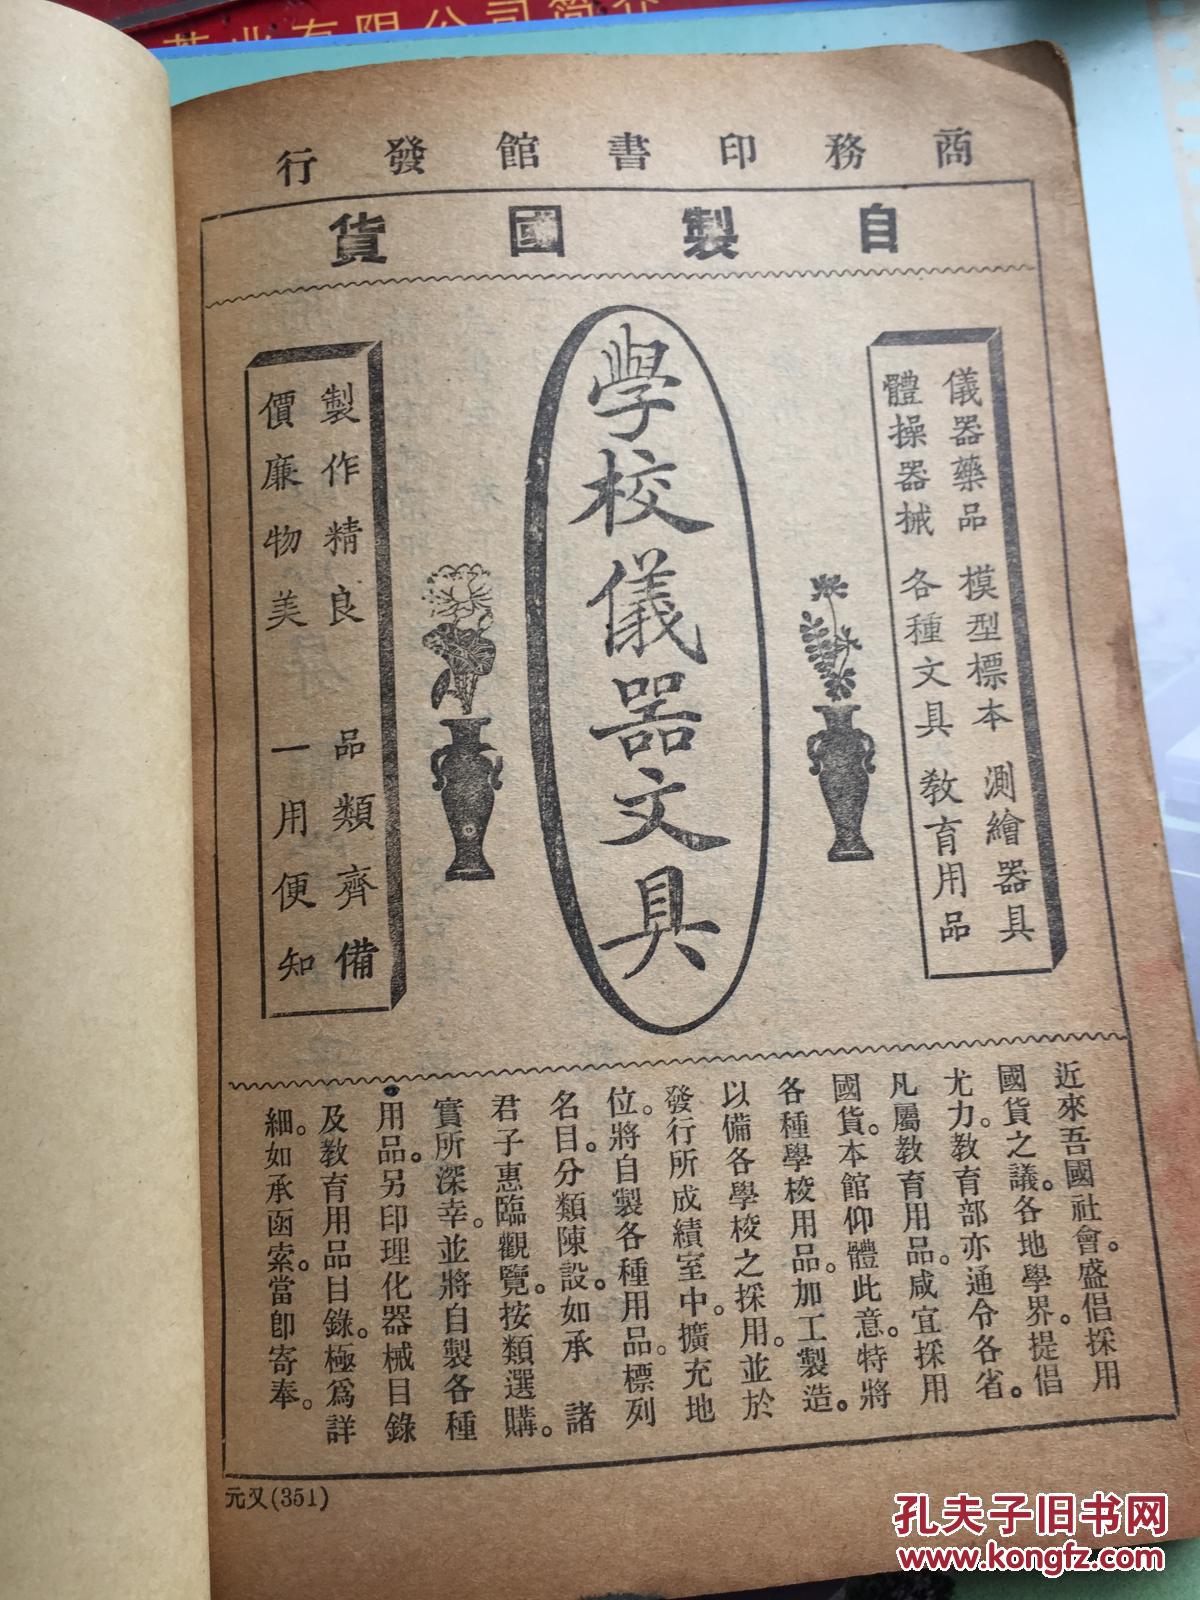 药业有限公司简介
商務印書館發行
自製國貨
儀器藥品 模型標本 測繪器具
體操器械 各種文具 教育用品
學校儀器文具
製作精良 品類齊備
價廉物美 一用便知
近來吾國社會。盛倡採用
國貨之議。各地學界。提倡
尤力。教育部亦通令各省。
凡屬教育用品。咸宜採用
國貨。本館仰體此意。特將
各種學校用品。加工製造。
以備各學校之採用。並於
發行所成績室中。擴充地
位。將自製各種用品。標列
名目。分類陳設。如承 諸
君子惠臨觀覽。按類選購。
實所深幸。並將自製各種
用品。另印理化器械目錄
及教育用品目錄。極爲詳
細。如承函索。當卽寄奉。
元又(351)
孔夫子旧书网
www.kongfz.com